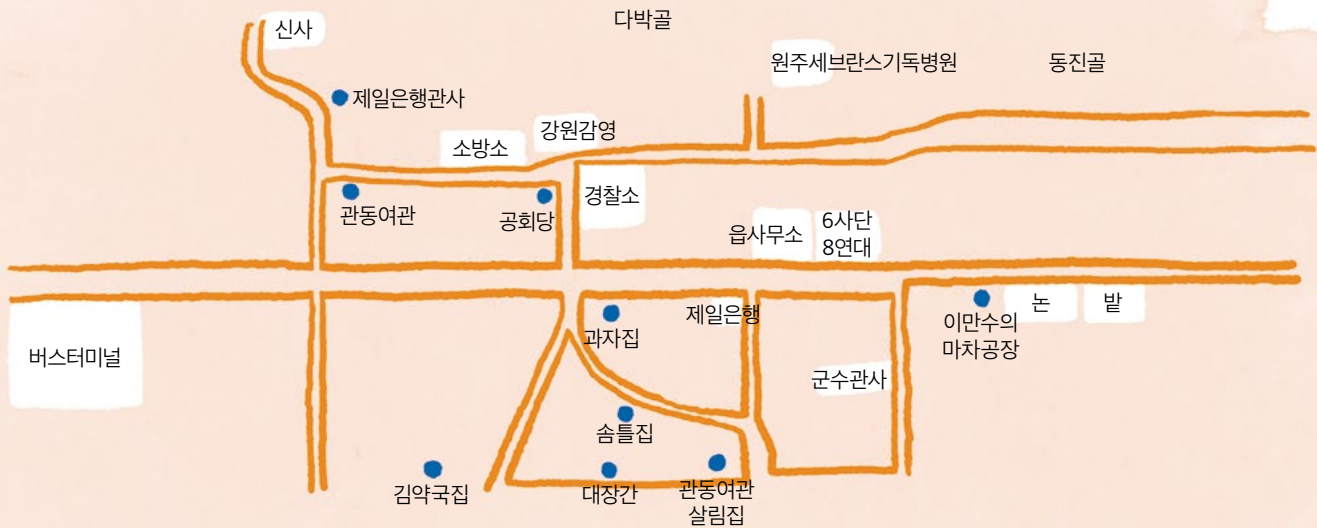 다박골
신사
원주세브란스기독병원
동진골
제일은행관사
강원감영
소방소
경찰소
관동여관
공회당
읍사무소
6사단
8연대
제일은행
논
밭
이만수의
마차공장
과자집
버스터미널
군수관사
솜틀집
김약국집
대장간
관동여관
살림집